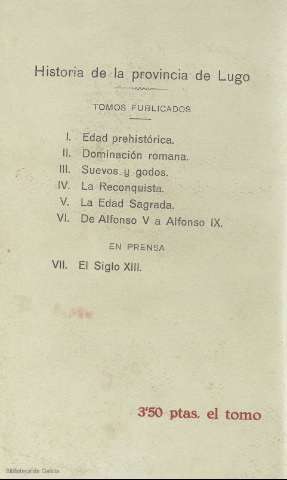 Historia de la provincia de Lugo
TOMOS PUBLICADOS
I. Edad prehistórica.
II. Dominación romana.
III. Suevos y godos.
IV. La Reconquista.
V. La Edad Sagrada.
VI. De Alfonso V a Alfonso IX.
EN PRENSA
VII. El Siglo XIII.
3'50 ptas. el tomo
Biblioteca de Galicia